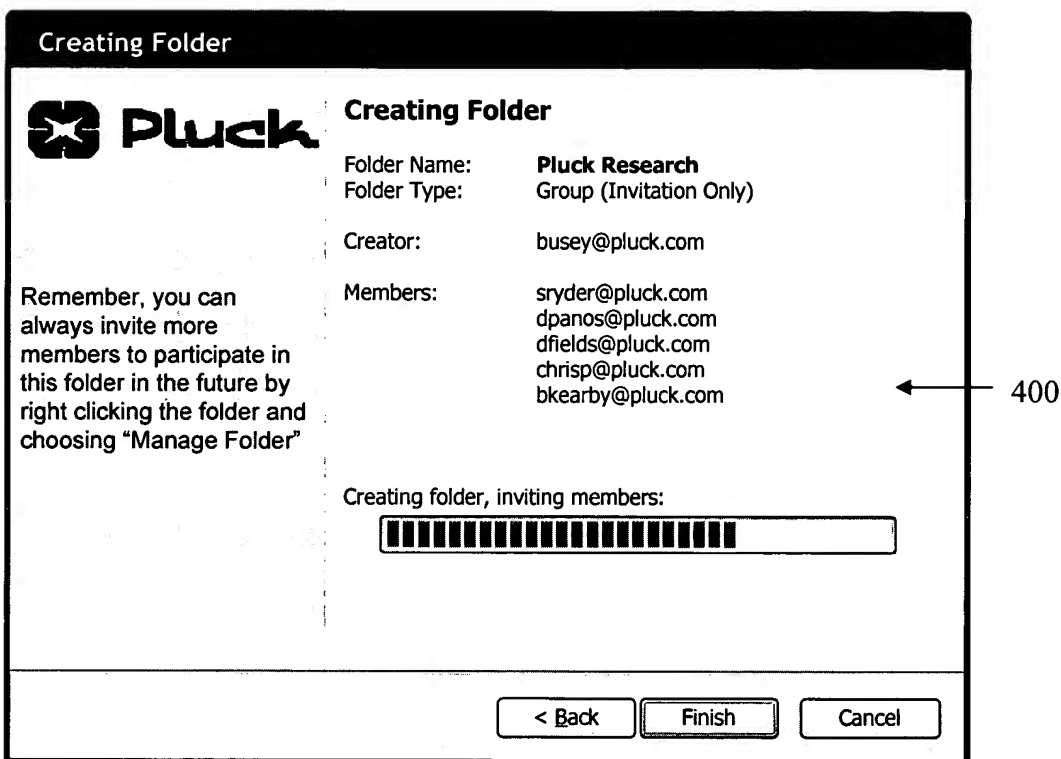 Creating Folder
Pluck
Remember, you can
always invite more
members to participate in
this folder in the future by
right clicking the folder and
choosing “Manage Folder”
Creating Folder
Folder Name: Pluck Research
Folder Type: Group (Invitation Only)
Creator: busey@pluck.com
Members: sryder@pluck.com
dpanos@pluck.com
dfields@pluck.com
chrisp@pluck.com
bkearby@pluck.com
400
Creating folder, inviting members:
< Back Finish Cancel